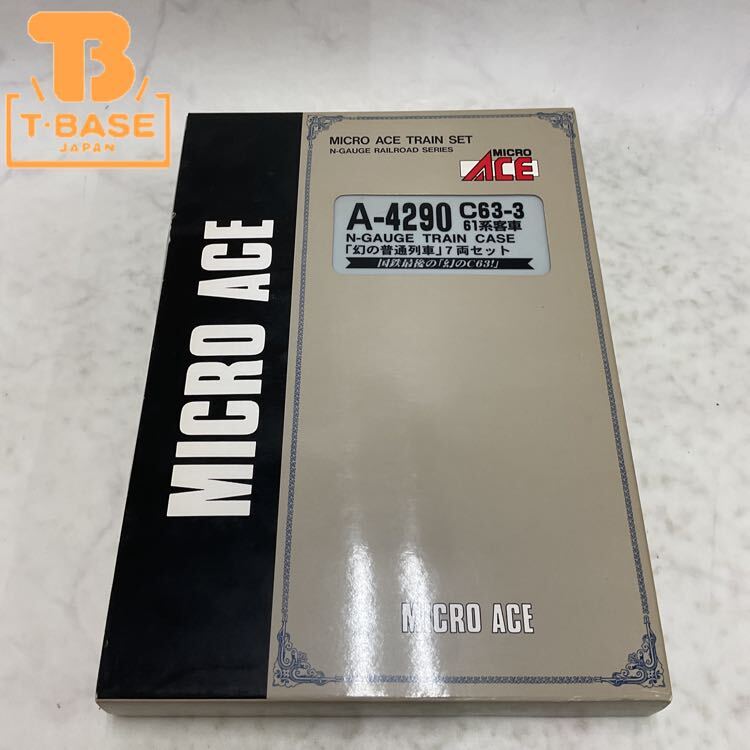 TB
T·BASE
JAPAN
MICRO ACE TRAIN SET
N-GAUGE RAILROAD SERIES
MICRO
ACE
A-4290 C63-3
61系客車
N-GAUGE TRAIN CASE
「幻の普通列車」7両セット
国鉄最後の「幻のC63!」
MICRO ACE
MICRO ACE